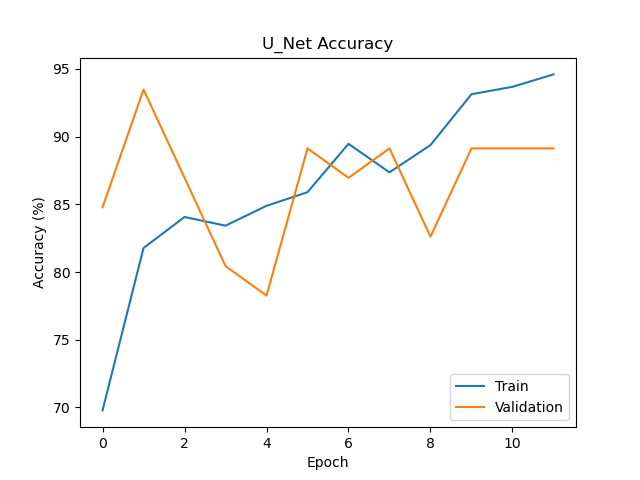 U_Net Accuracy
95
90
85
80
75
70
Accuracy (%)
0 2 4 6 8 10
Epoch
Train
Validation